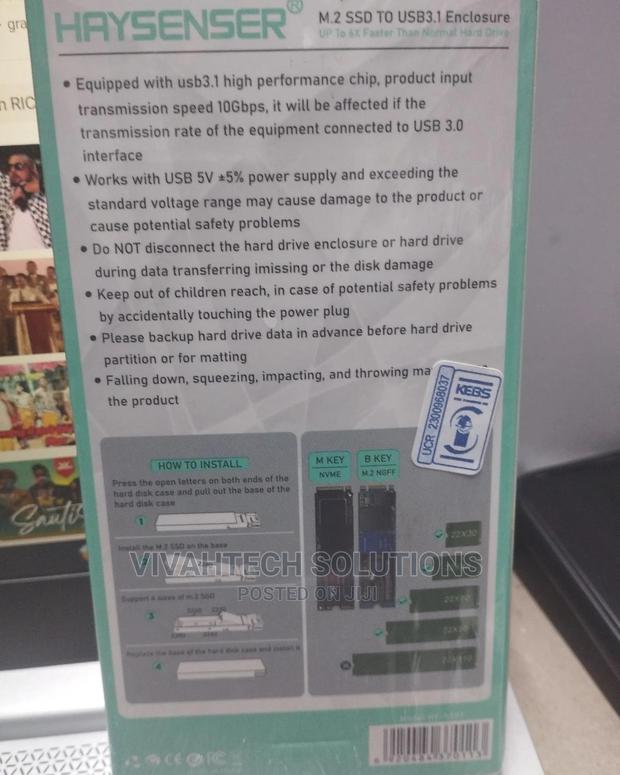 gra
RIC
HAYSENSER®
M.2 SSD TO USB3.1 Enclosure
UP To 6X Faster Than Normal Hard Drive
• Equipped with usb3.1 high performance chip, product input
transmission speed 10Gbps, it will be affected if the
transmission rate of the equipment connected to USB 3.0
interface
• Works with USB 5V ±5% power supply and exceeding the
standard voltage range may cause damage to the product or
cause potential safety problems
• Do NOT disconnect the hard drive enclosure or hard drive
during data transferring imissing or the disk damage
• Keep out of children reach, in case of potential safety problems
by accidentally touching the power plug
• Please backup hard drive data in advance before hard drive
partition or for matting
• Falling down, squeezing, impacting, and throwing ma
the product
KEBS
UCR 2300968037
HOW TO INSTALL
Press the open letters on both ends of the
hard disk case and pull out the base of the
hard disk case
1
Install the M.2 SSD on the base
Support 4 sizes of m.2 SSD
3
Replace the base of the hard disk case and install it
4
M KEY
NVME
B KEY
M.2 NGFF
22X30
VIVAHTECH SOLUTIONS
POSTED ON JIJI
Sauti